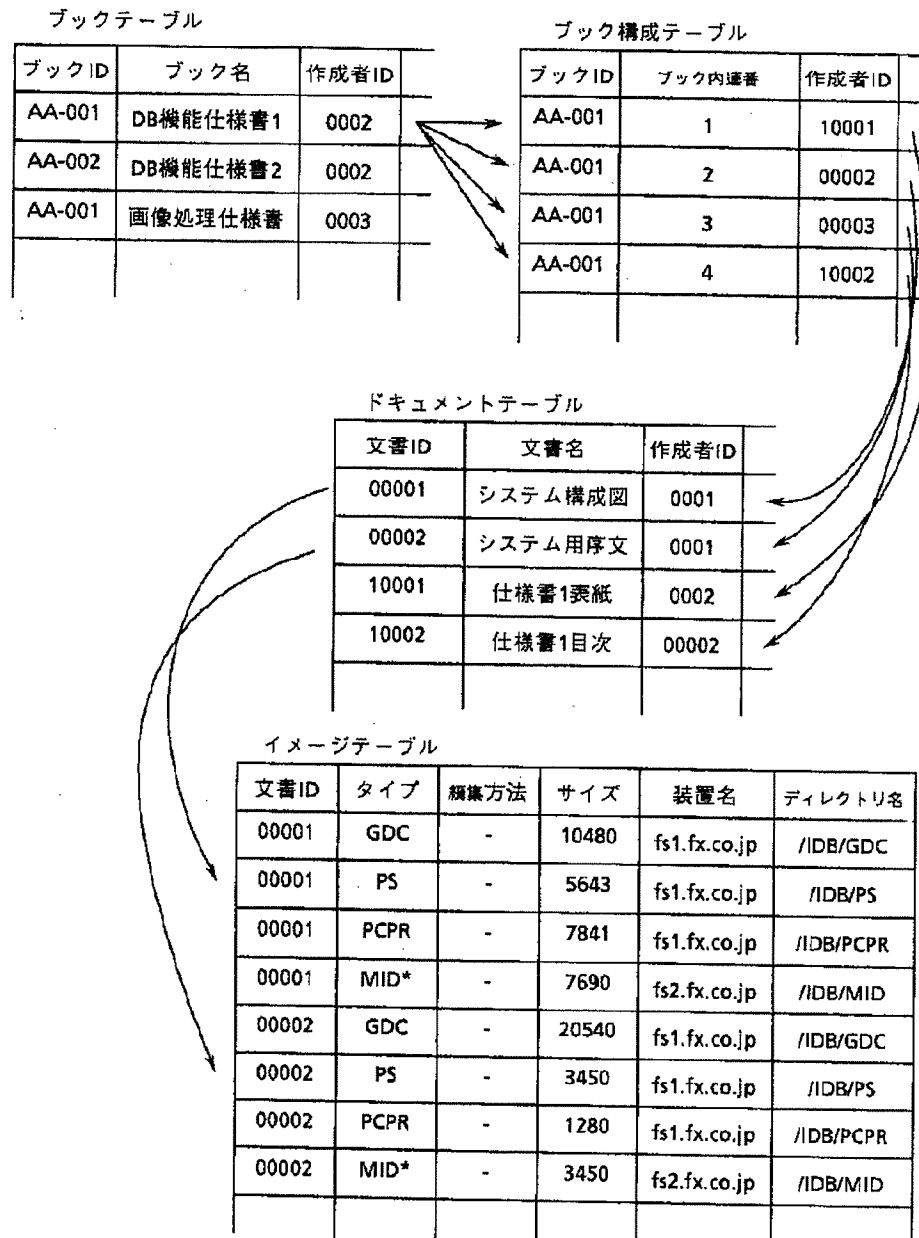 ブックテーブル
ブックID ブック名 作成者ID
AA-001 DB機能仕様書1 0002
AA-002 DB機能仕様書2 0002
AA-001 画像処理仕様書 0003
ブック構成テーブル
ブックID ブック内連番 作成者ID
AA-001 1 10001
AA-001 2 00002
AA-001 3 00003
AA-001 4 10002
ドキュメントテーブル
文書ID 文書名 作成者ID
00001 システム構成図 0001
00002 システム用序文 0001
10001 仕様書1表紙 0002
10002 仕様書1目次 00002
イメージテーブル
文書ID タイプ 編集方法 サイズ 装置名 ディレクトリ名
00001 GDC - 10480 fs1.fx.co.jp /IDB/GDC
00001 PS - 5643 fs1.fx.co.jp /IDB/PS
00001 PCPR - 7841 fs1.fx.co.jp /IDB/PCPR
00001 MID* - 7690 fs2.fx.co.jp /IDB/MID
00002 GDC - 20540 fs1.fx.co.jp /IDB/GDC
00002 PS - 3450 fs1.fx.co.jp /IDB/PS
00002 PCPR - 1280 fs1.fx.co.jp /IDB/PCPR
00002 MID* - 3450 fs2.fx.co.jp /IDB/MID